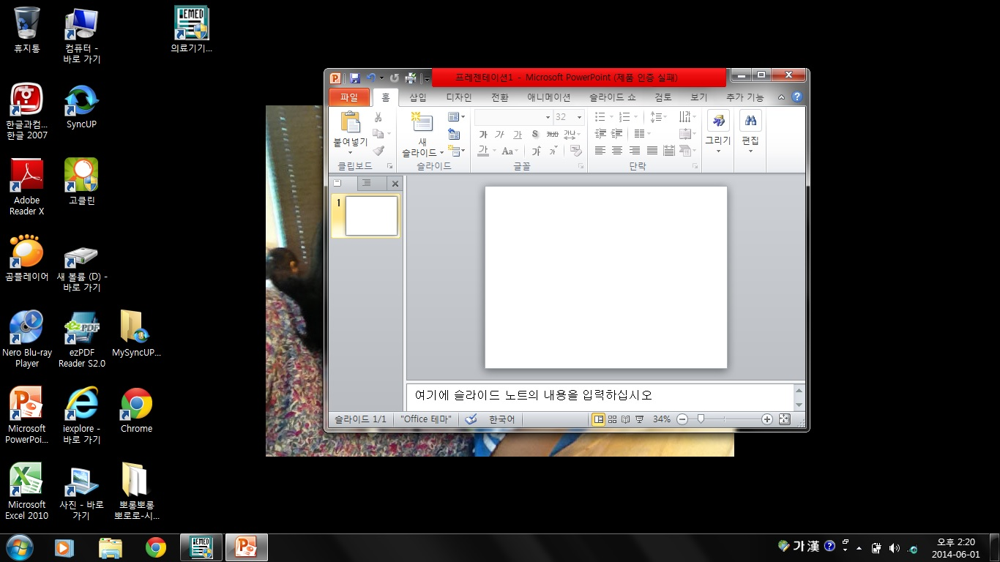 휴지통
컴퓨터 -
바로 가기
IEMED
의료기기...
한글과컴...
한글 2007
SyncUP
Adobe
Reader X
고클린
곰플레이어
새 볼륨 (D) -
바로 가기
Nero Blu-ray
Player
ezPDF
Reader S2.0
MySyncUP...
Microsoft
PowerPoi...
iexplore -
바로 가기
Chrome
Microsoft
Excel 2010
사진 - 바로
가기
뽀롱뽀롱
뽀로로-시...
프레젠테이션1 - Microsoft PowerPoint (제품 인증 실패)
파일 홈 삽입 디자인 전환 애니메이션 슬라이드 쇼 검토 보기 추가 기능
붙여넣기
새
슬라이드
32
가 가 가 S 가나
가 Aa 가 가
그리기
편집
클립보드 슬라이드 글꼴 단락
1
여기에 슬라이드 노트의 내용을 입력하십시오
슬라이드 1/1 "Office 테마" 한국어 34%
가 漢
오후 2:20
2014-06-01